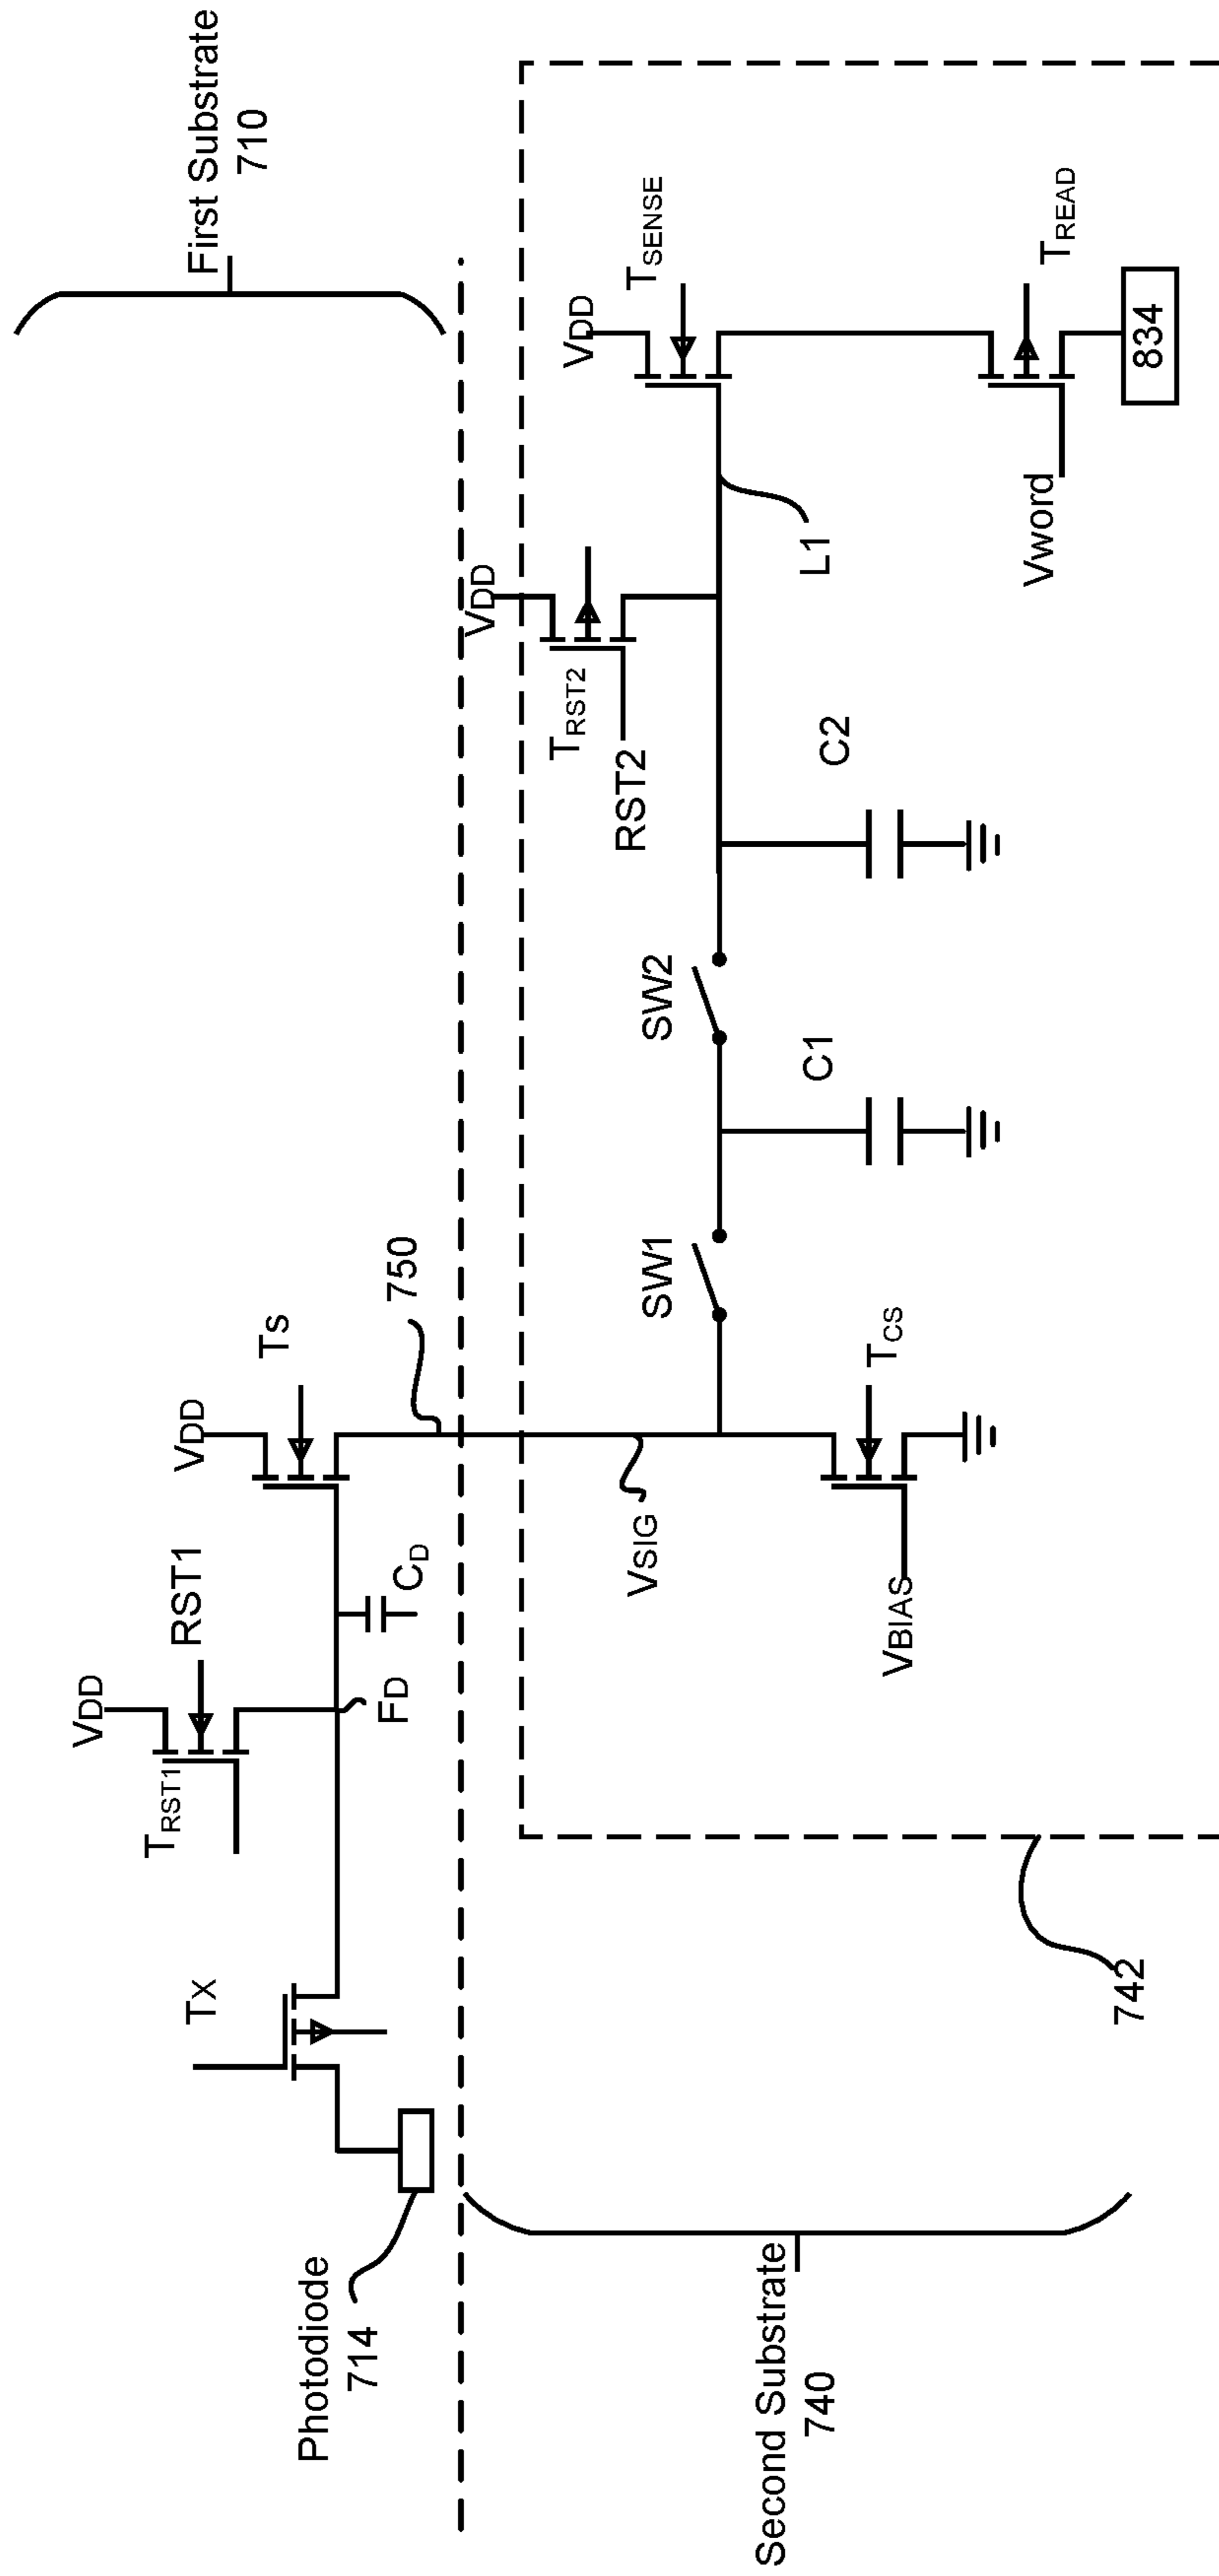 First Substrate
710
VDD
RST1
TRST1
FD
CD
VDD
Ts
750
Tx
Photodiode
714
Second Substrate
740
742
VSIG
VBIAS
TCS
SW1
C1
SW2
C2
VDD
TRST2
RST2
L1
VDD
TSENSE
TREAD
Vword
834